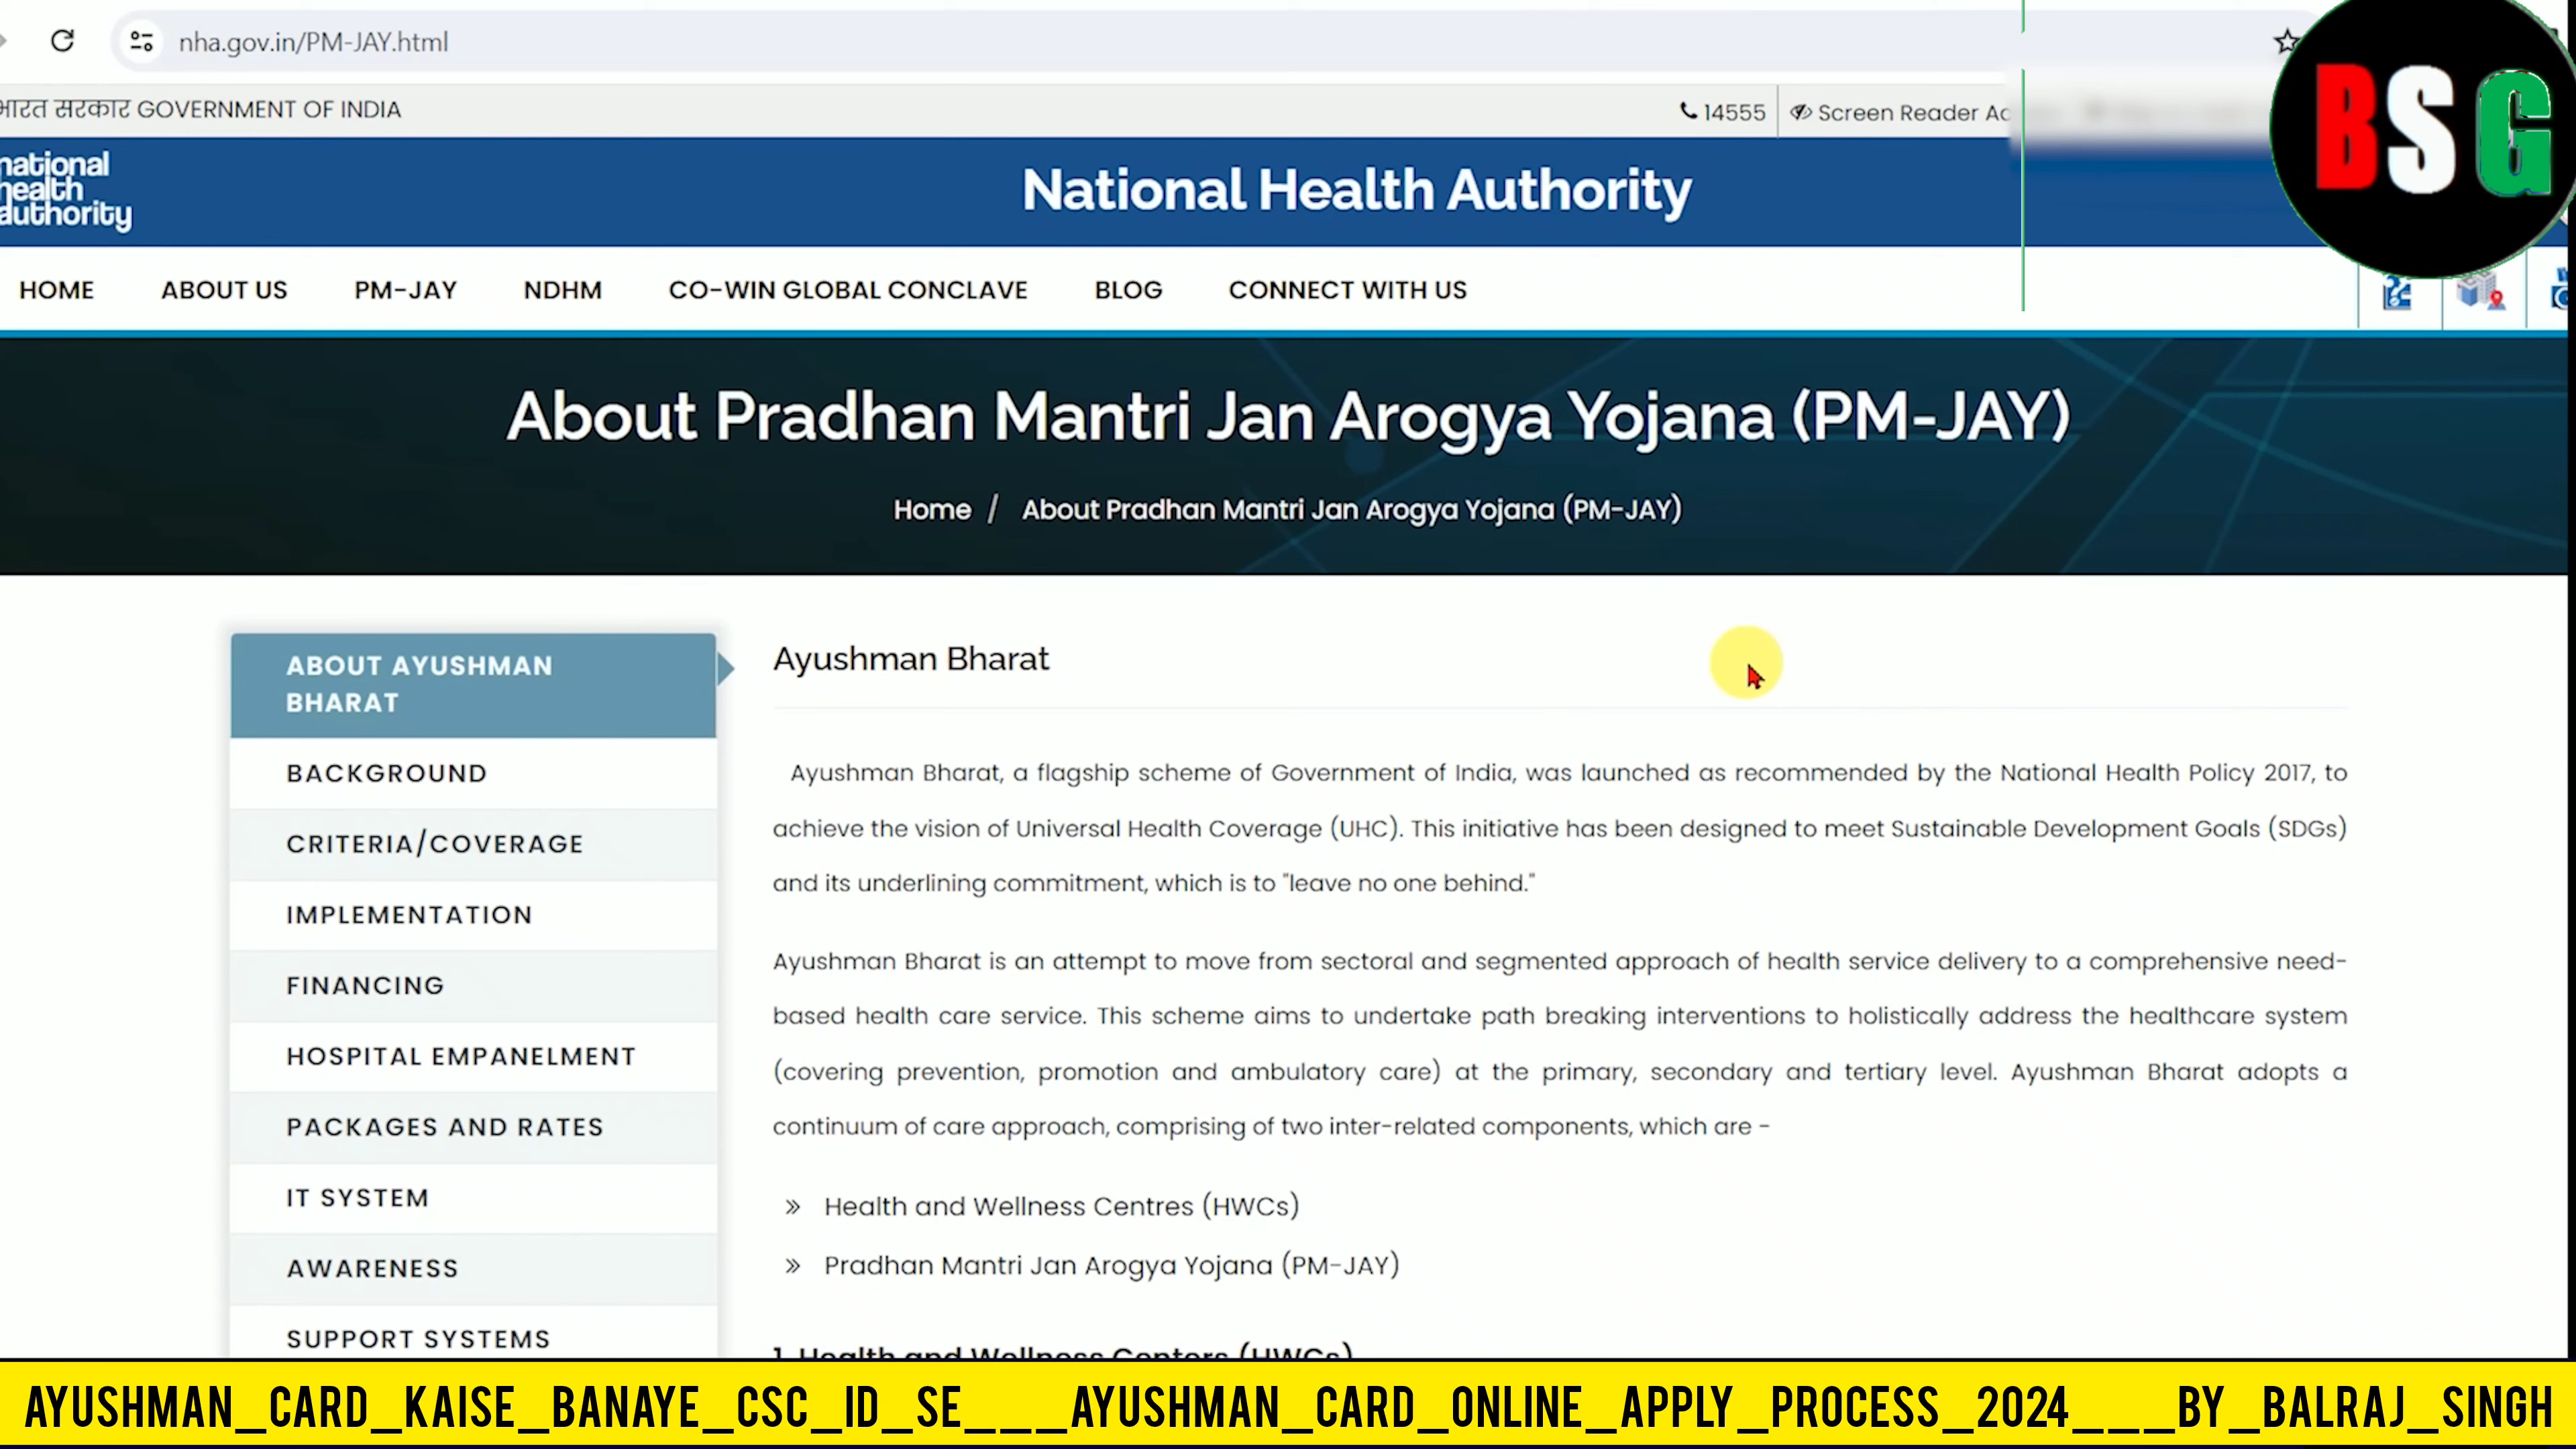 nha.gov.in/PM-JAY.html
भारत सरकार GOVERNMENT OF INDIA
14555
Screen Reader
BSG
national
health
authority
National Health Authority
HOME ABOUT US PM-JAY NDHM CO-WIN GLOBAL CONCLAVE BLOG CONNECT WITH US
About Pradhan Mantri Jan Arogya Yojana (PM-JAY)
Home / About Pradhan Mantri Jan Arogya Yojana (PM-JAY)
ABOUT AYUSHMAN
BHARAT
BACKGROUND
CRITERIA/COVERAGE
IMPLEMENTATION
FINANCING
HOSPITAL EMPANELMENT
PACKAGES AND RATES
IT SYSTEM
AWARENESS
SUPPORT SYSTEMS
Ayushman Bharat
Ayushman Bharat, a flagship scheme of Government of India, was launched as recommended by the National Health Policy 2017, to
achieve the vision of Universal Health Coverage (UHC). This initiative has been designed to meet Sustainable Development Goals (SDGs)
and its underlining commitment, which is to "leave no one behind."
Ayushman Bharat is an attempt to move from sectoral and segmented approach of health service delivery to a comprehensive need-
based health care service. This scheme aims to undertake path breaking interventions to holistically address the healthcare system
(covering prevention, promotion and ambulatory care) at the primary, secondary and tertiary level. Ayushman Bharat adopts a
continuum of care approach, comprising of two inter-related components, which are -
» Health and Wellness Centres (HWCs)
» Pradhan Mantri Jan Arogya Yojana (PM-JAY)
1. Health and Wellness Centers (HWCs)
AYUSHMAN_CARD_KAISE_BANAYE_CSC_ID_SE___AYUSHMAN_CARD_ONLINE_APPLY_PROCESS_2024___BY_BALRAJ_SINGH